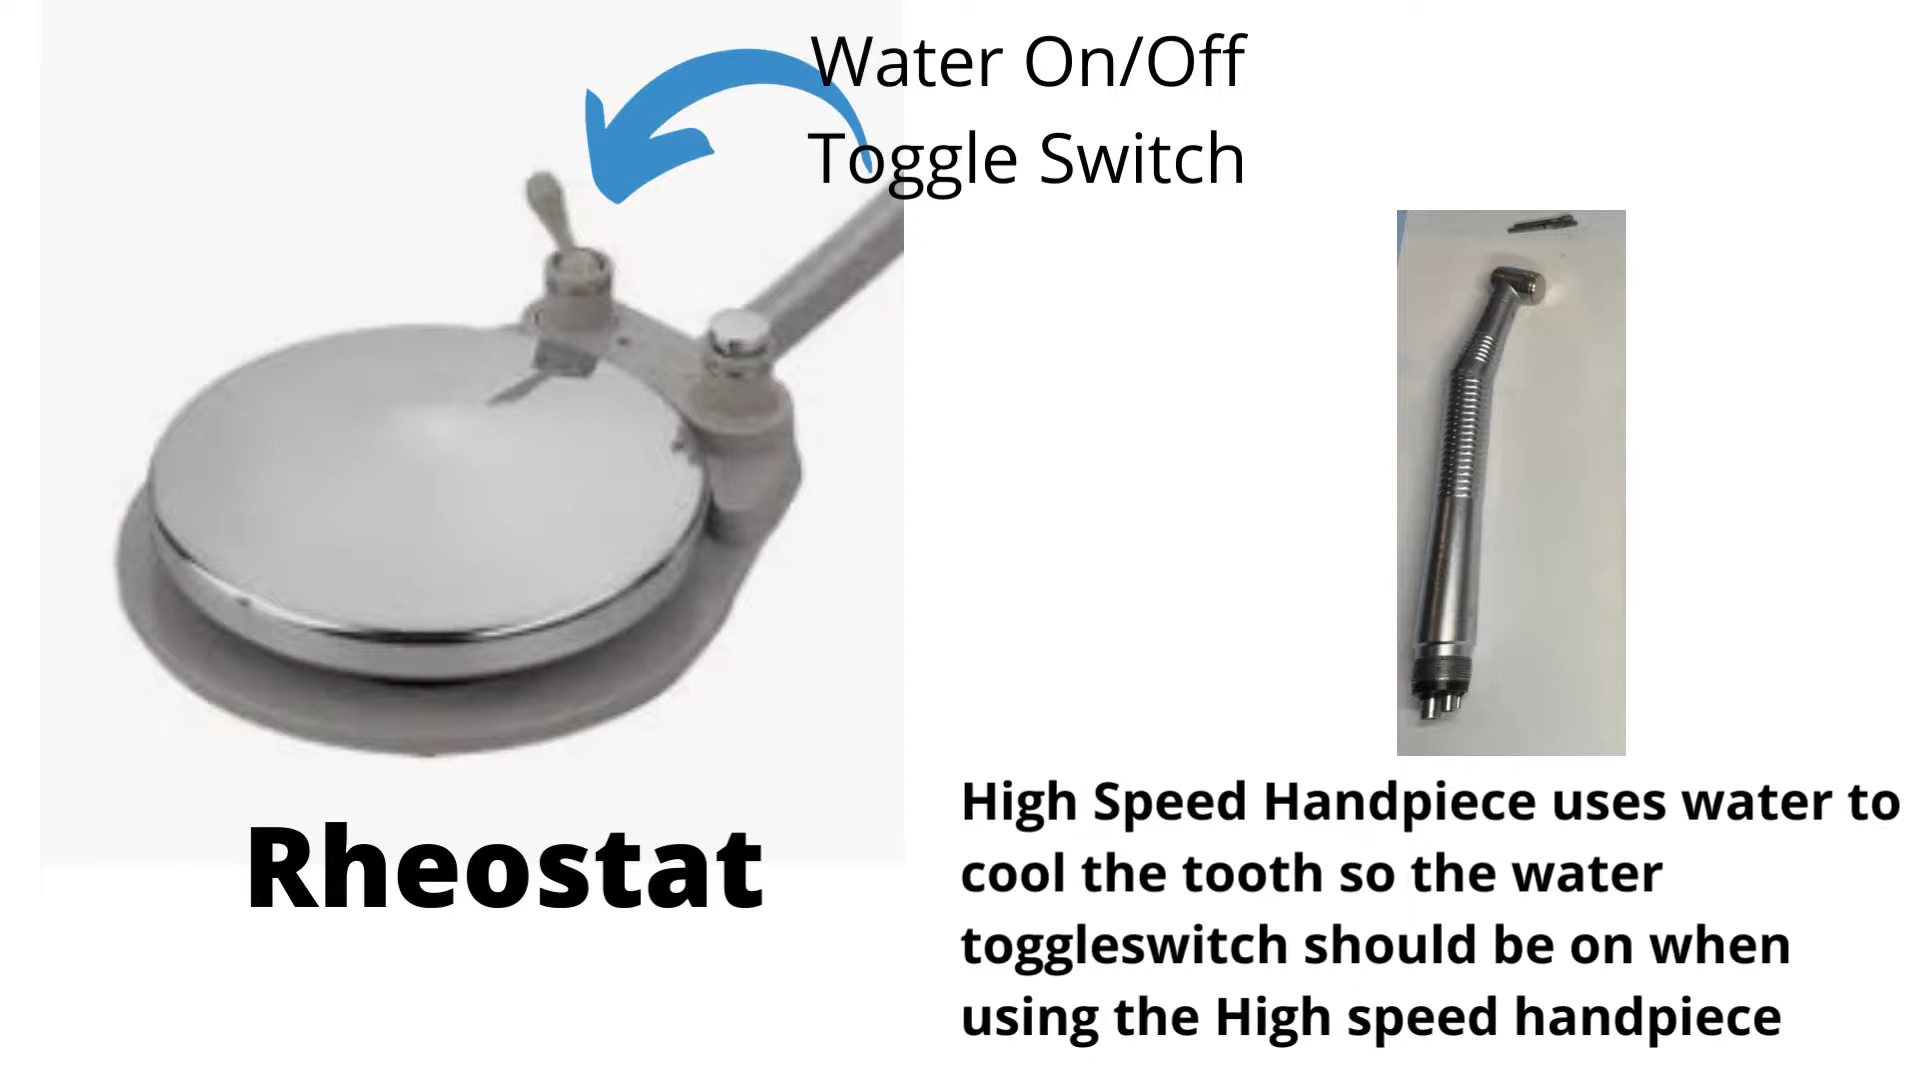 Water On/Off
Toggle Switch
Rheostat
High Speed Handpiece uses water to
cool the tooth so the water
toggleswitch should be on when
using the High speed handpiece